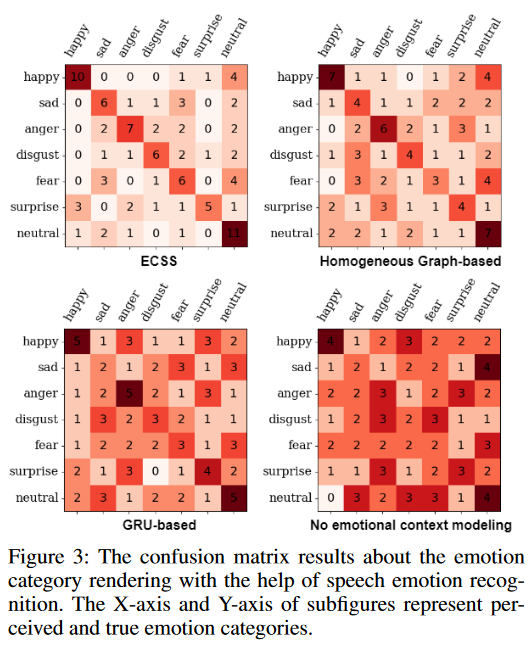 happy sad anger disgust fear surprise neutral
happy 10 0 0 0 1 1 4
sad 0 6 1 1 3 0 2
anger 0 2 7 2 2 0 2
disgust 0 1 1 6 2 1 2
fear 0 3 0 1 6 0 4
surprise 3 0 2 1 1 5 1
neutral 1 2 1 0 1 0 11
ECSS
happy sad anger disgust fear surprise neutral
happy 7 1 1 0 1 2 4
sad 1 4 1 1 2 2 2
anger 0 2 6 2 1 3 1
disgust 1 3 1 4 1 1 2
fear 0 3 2 1 3 1 4
surprise 2 1 3 1 1 4 1
neutral 2 2 1 2 1 1 7
Homogeneous Graph-based
happy sad anger disgust fear surprise neutral
happy 5 1 3 1 1 3 2
sad 1 2 1 2 3 1 3
anger 1 2 5 2 1 3 1
disgust 1 3 2 3 2 1 1
fear 1 2 2 2 3 1 3
surprise 2 1 3 0 1 4 2
neutral 2 3 1 2 2 1 5
GRU-based
happy sad anger disgust fear surprise neutral
happy 4 1 2 3 2 2 2
sad 1 2 1 2 2 1 4
anger 2 2 3 1 2 3 2
disgust 1 2 3 2 3 1 1
fear 2 2 2 2 2 1 3
surprise 1 1 3 1 2 3 2
neutral 0 3 2 3 3 1 4
No emotional context modeling
Figure 3: The confusion matrix results about the emotion
category rendering with the help of speech emotion recog-
nition. The X-axis and Y-axis of subfigures represent per-
ceived and true emotion categories.